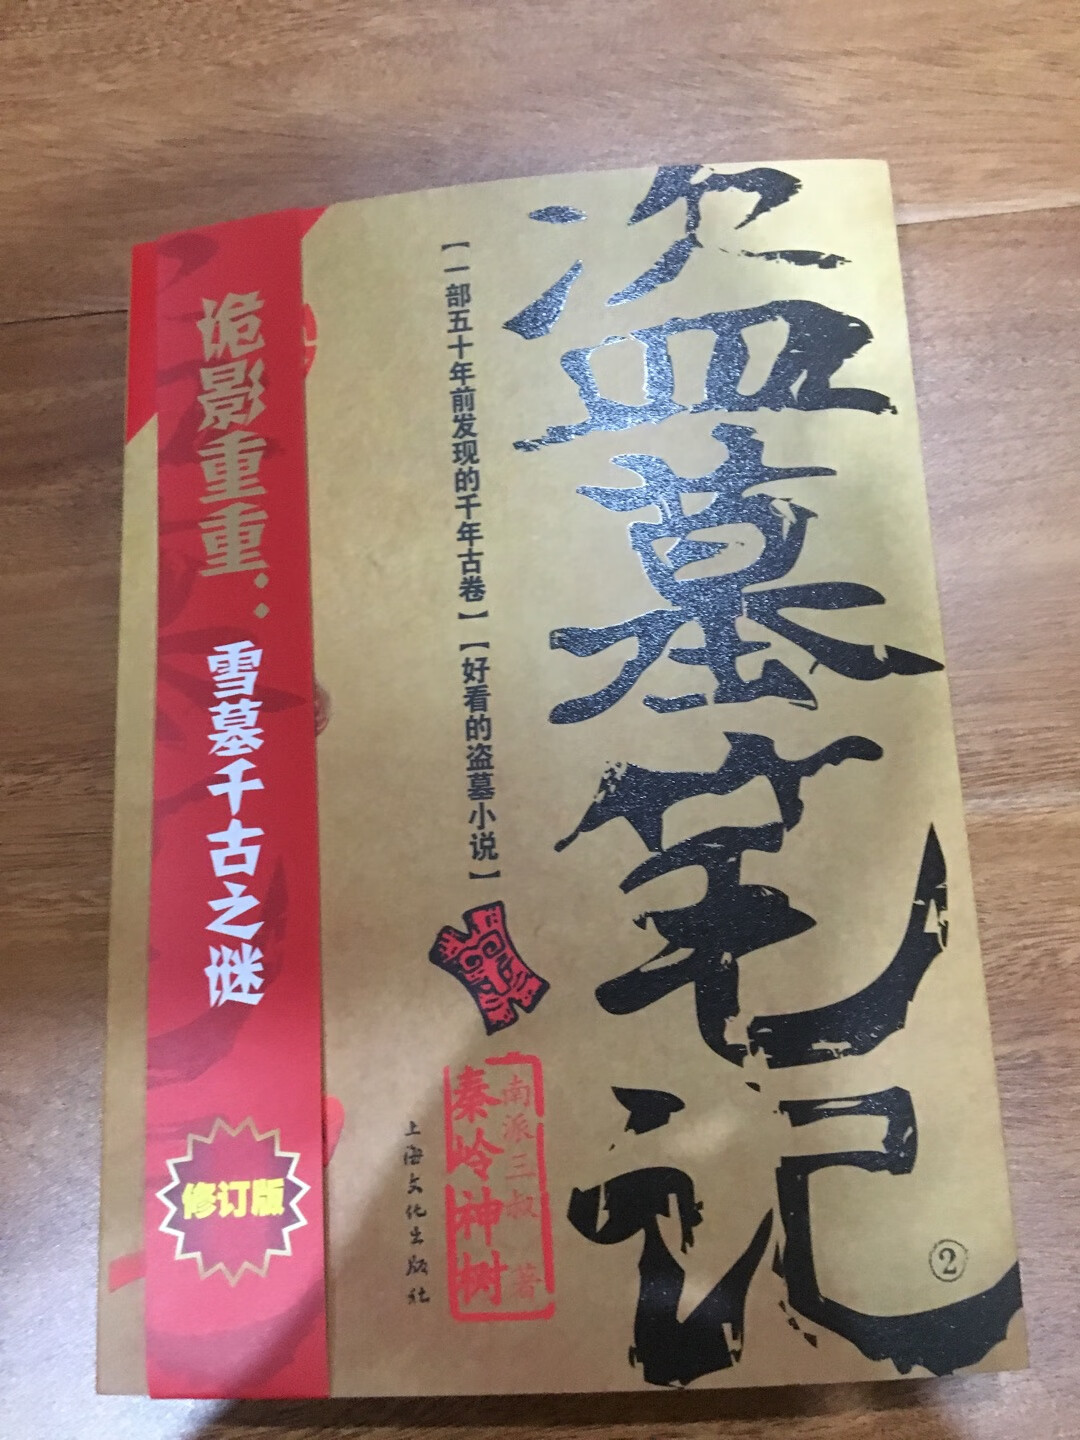 盗墓笔记
②
【一部五十年前发现的千年古卷】【好看的盗墓小说】
南派三叔 著
秦岭神树
上海文化出版社
诡影重重：雪墓千古之谜
修订版